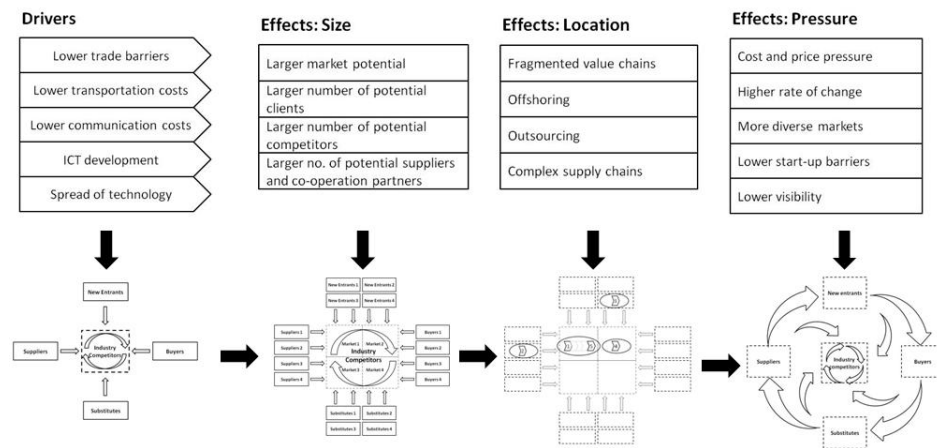 Drivers
Lower trade barriers
Lower transportation costs
Lower communication costs
ICT development
Spread of technology
Effects: Size
Larger market potential
Larger number of potential
clients
Larger number of potential
competitors
Larger no. of potential suppliers
and co-operation partners
Effects: Location
Fragmented value chains
Offshoring
Outsourcing
Complex supply chains
Effects: Pressure
Cost and price pressure
Higher rate of change
More diverse markets
Lower start-up barriers
Lower visibility
New Entrants
Suppliers
Industry
Competitors
Buyers
Substitutes
New Entrants 1
New Entrants 2
New Entrants 3
New Entrants 4
Suppliers 1
Suppliers 2
Suppliers 3
Suppliers 4
Market 1
Market 2
Industry
Competitors
Market 3
Market 4
Buyers 1
Buyers 2
Buyers 3
Buyers 4
Substitutes 1
Substitutes 2
Substitutes 3
Substitutes 4
New entrants
Suppliers
Industry
competitors
Buyers
Substitutes